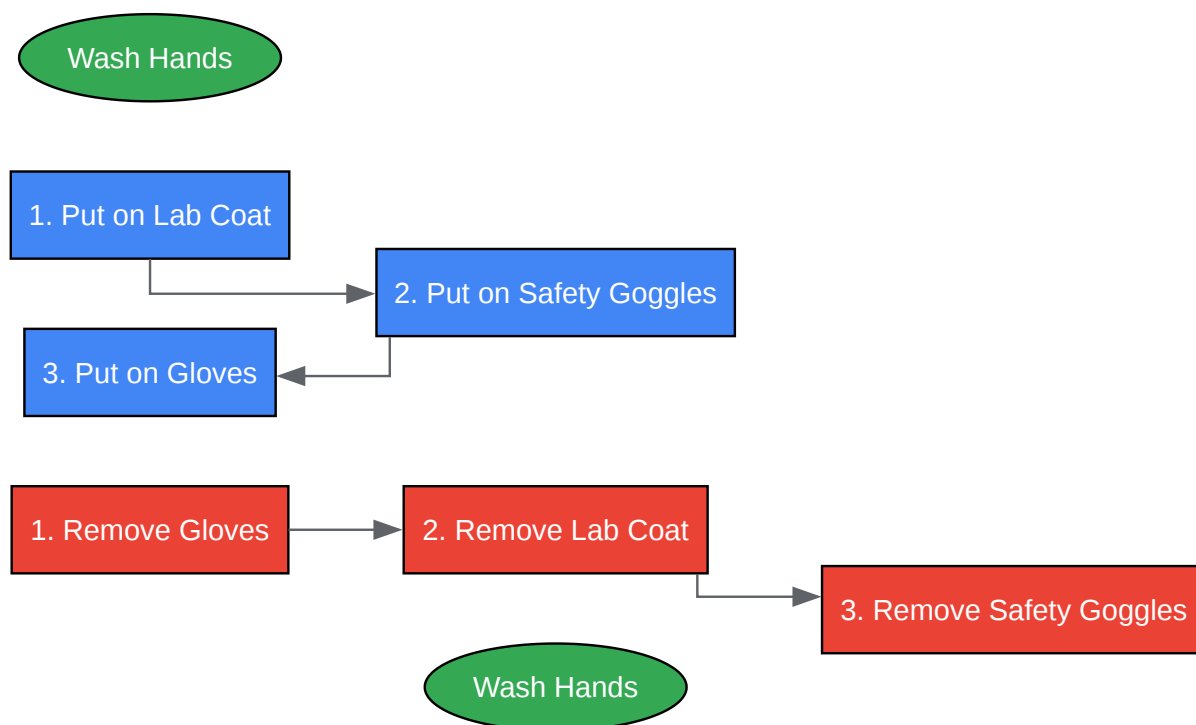 Wash Hands
1. Put on Lab Coat
2. Put on Safety Goggles
3. Put on Gloves
1. Remove Gloves
2. Remove Lab Coat
3. Remove Safety Goggles
Wash Hands